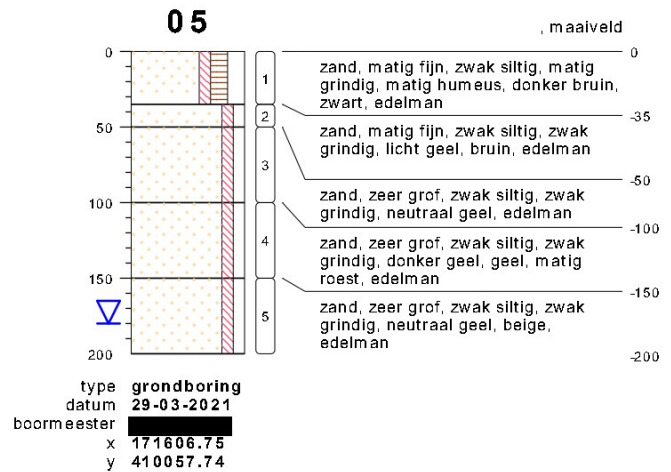 05
, maaiveld
0
50
100
150
200
1
2
3
4
5
0
zand, matig fijn, zwak siltig, matig
grindig, matig humeus, donker bruin,
zwart, edelman
-35
zand, matig fijn, zwak siltig, zwak
grindig, licht geel, bruin, edelman
-50
zand, zeer grof, zwak siltig, zwak
grindig, neutraal geel, edelman
-100
zand, zeer grof, zwak siltig, zwak
grindig, donker geel, geel, matig
roest, edelman
-150
zand, zeer grof, zwak siltig, zwak
grindig, neutraal geel, beige,
edelman
-200
type grondboring
datum 29-03-2021
boormeester
x 171606.75
y 410057.74